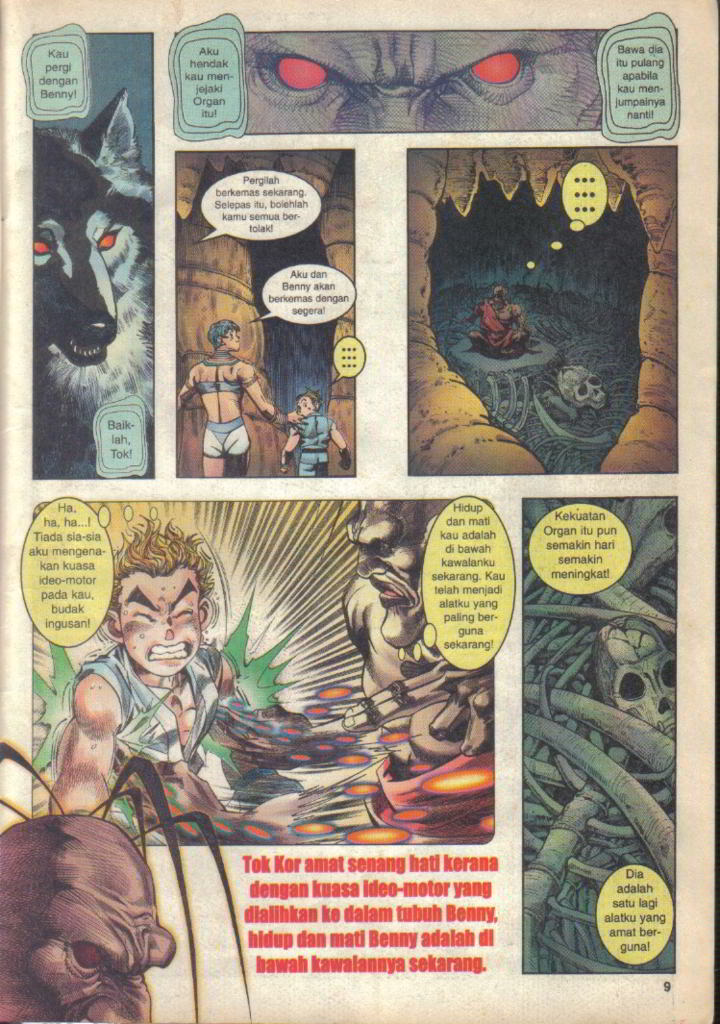 Kau
pergi
dengan
Benny!
Aku
hendak
kau men-
jejaki
Organ
itu!
Bawa dia
itu pulang
apabila
kau men-
jumpainya
nanti!
Baik-
lah,
Tok!
Pergilah
berkemas sekarang.
Selepas itu, bolehlah
kamu semua ber-
tolak!
Aku dan
Benny akan
berkemas dengan
segera!
Ha,
ha, ha...!
Tiada sia-sia
aku mengena-
kan kuasa
ideo-motor
pada kau,
budak
ingusan!
Hidup
dan mati
kau adalah
di bawah
kawalanku
sekarang. Kau
telah menjadi
alatku yang
paling ber-
guna
sekarang!
Kekuatan
Organ itu pun
semakin hari
semakin
meningkat!
Dia
adalah
satu lagi
alatku yang
amat ber-
guna!
Tok Kor amat senang hati kerana
dengan kuasa ideo-motor yang
dialihkan ke dalam tubuh Benny,
hidup dan mati Benny adalah di
bawah kawalannya sekarang.
9